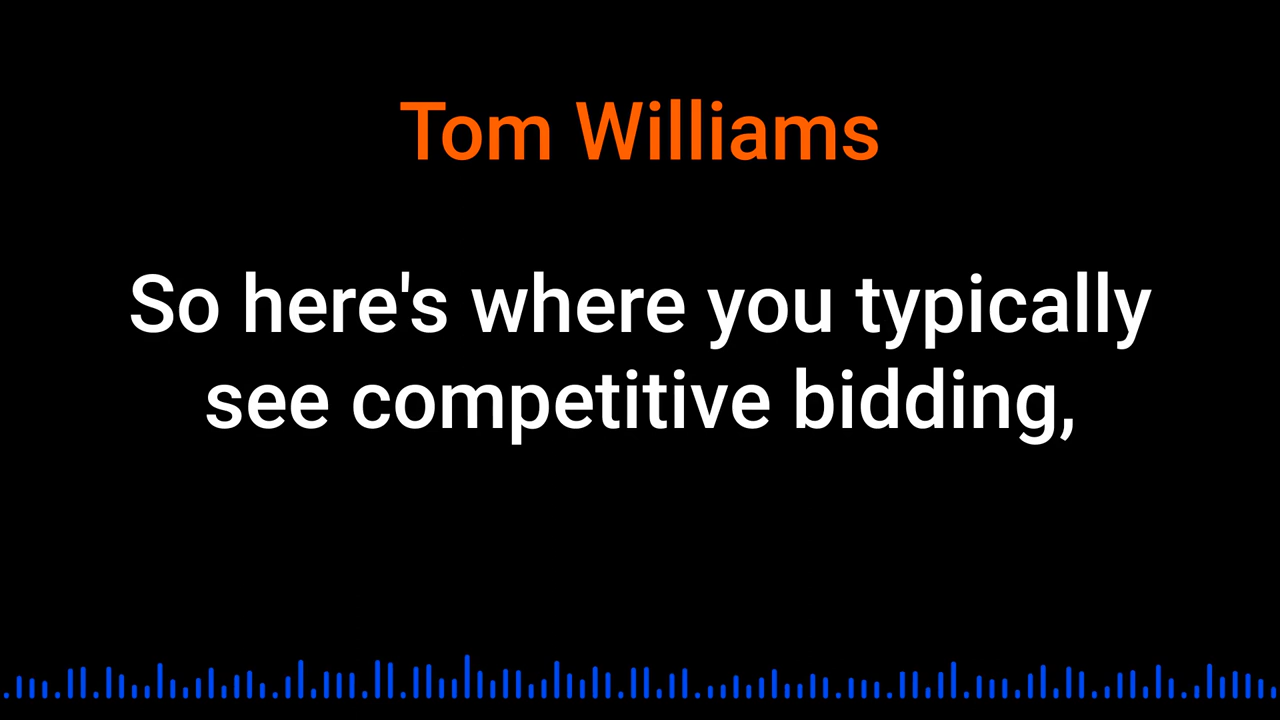 Tom Williams
So here's where you typically
see competitive bidding,